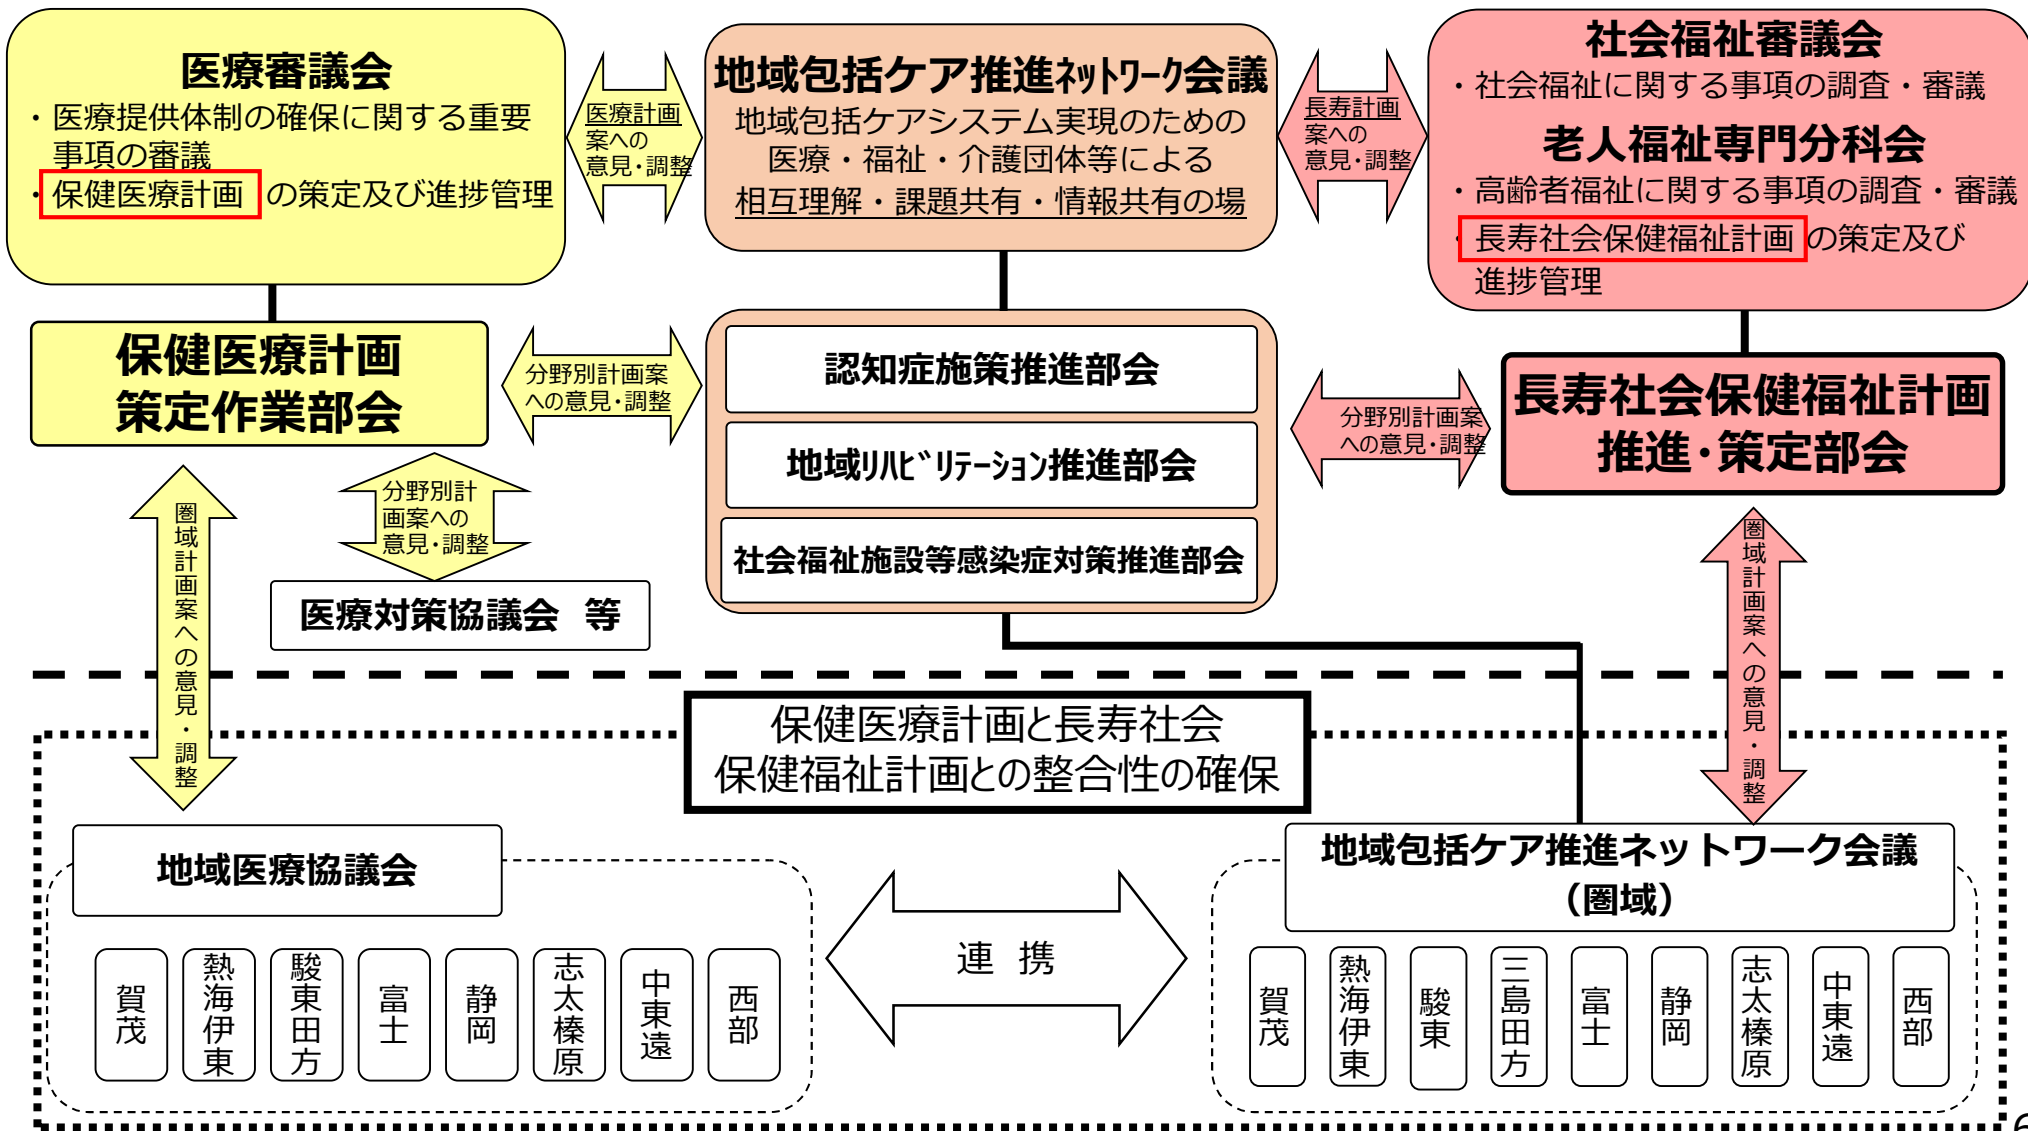 医療審議会
・医療提供体制の確保に関する重要
事項の審議
・保健医療計画 の策定及び進捗管理
医療計画
案への
意見・調整
地域包括ケア推進ネットワーク会議
地域包括ケアシステム実現のための
医療・福祉・介護団体等による
相互理解・課題共有・情報共有の場
長寿計画
案への
意見・調整
社会福祉審議会
・社会福祉に関する事項の調査・審議
老人福祉専門分科会
・高齢者福祉に関する事項の調査・審議
・長寿社会保健福祉計画 の策定及び
進捗管理
保健医療計画
策定作業部会
分野別計画案
への意見・調整
認知症施策推進部会
地域リハビリテーション推進部会
社会福祉施設等感染症対策推進部会
分野別計画案
への意見・調整
長寿社会保健福祉計画
推進・策定部会
圏域計画案への意見・調整
分野別計
画案への
意見・調整
医療対策協議会 等
圏域計画案への意見・調整
保健医療計画と長寿社会
保健福祉計画との整合性の確保
地域医療協議会
賀茂
熱海伊東
駿東田方
富士
静岡
志太榛原
中東遠
西部
連 携
地域包括ケア推進ネットワーク会議
（圏域）
賀茂
熱海伊東
駿東
三島田方
富士
静岡
志太榛原
中東遠
西部
6